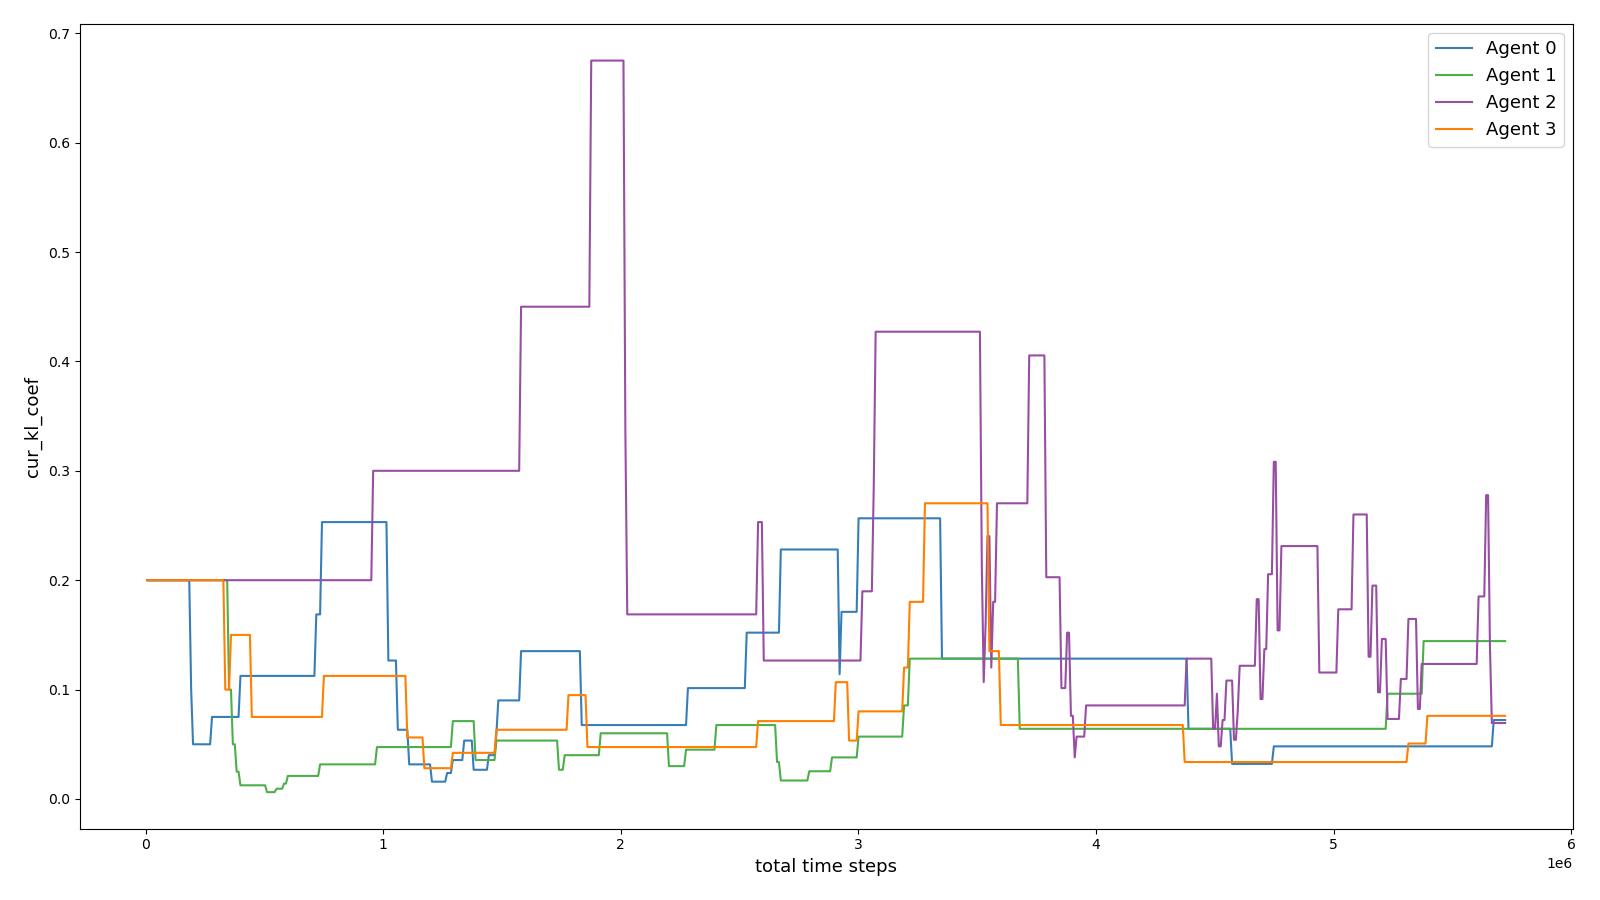 0.7
0.6
0.5
0.4
0.3
0.2
0.1
0.0
cur_kl_coef
Agent 0
Agent 1
Agent 2
Agent 3
0 1 2 3 4 5 6
1e6
total time steps